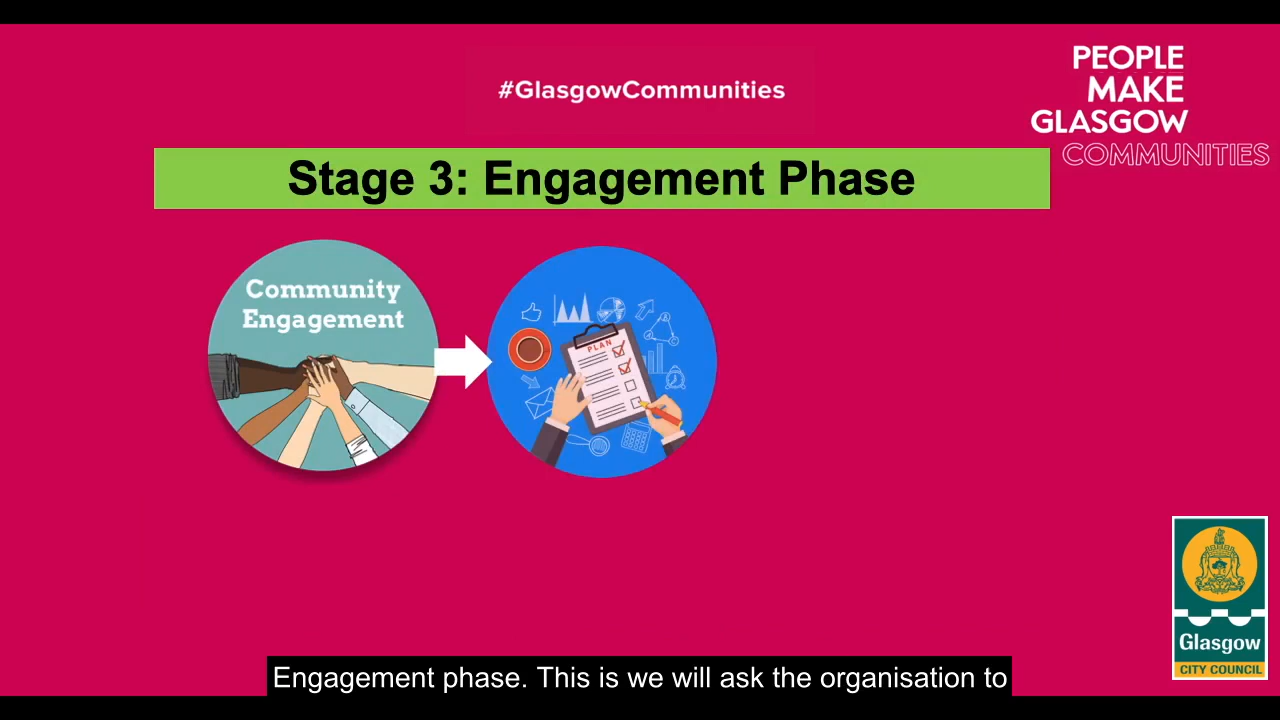 #GlasgowCommunities
PEOPLE
MAKE
GLASGOW
COMMUNITIES
Stage 3: Engagement Phase
Community
Engagement
PLAN
Glasgow
CITY COUNCIL
Engagement phase. This is we will ask the organisation to